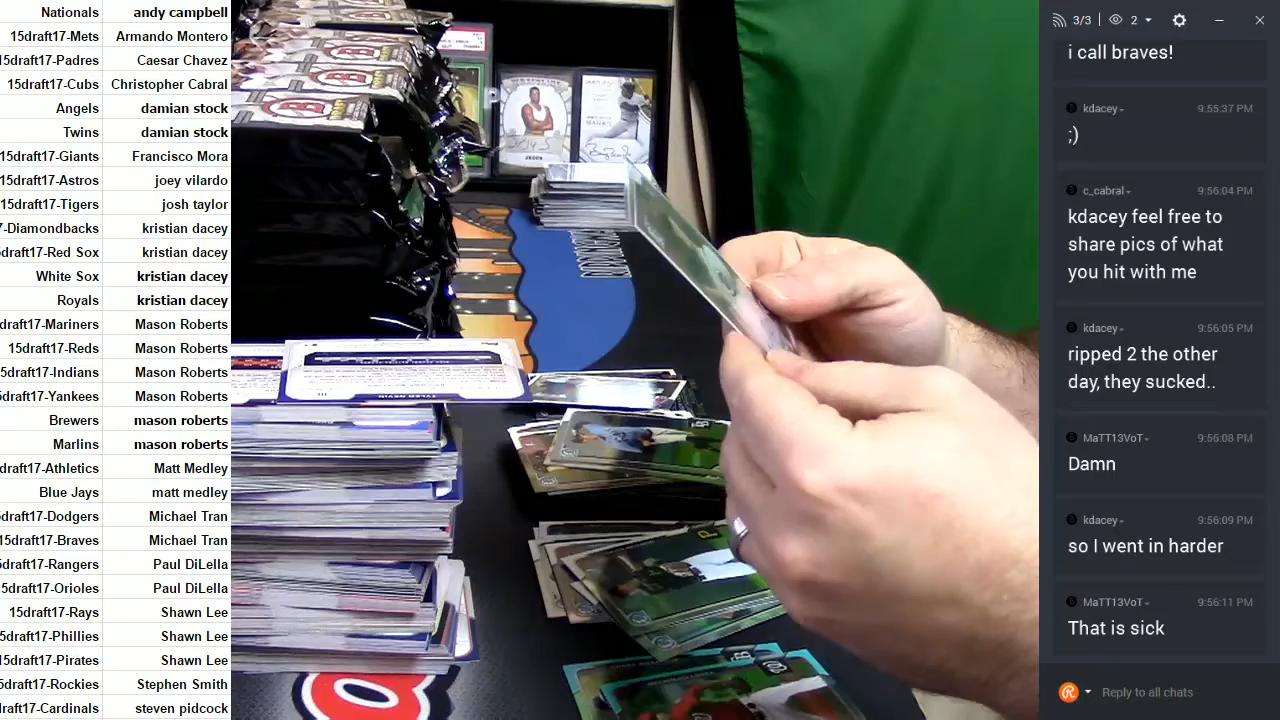 Nationals andy campbell
15draft17-Mets Armando Montero
15draft17-Padres Caesar Chavez
15draft17-Cubs Christopher Cabral
Angels damian stock
Twins damian stock
15draft17-Giants Francisco Mora
15draft17-Astros joey vilardo
15draft17-Tigers josh taylor
7-Diamondbacks kristian dacey
draft17-Red Sox kristian dacey
White Sox kristian dacey
Royals kristian dacey
draft17-Mariners Mason Roberts
15draft17-Reds Mason Roberts
5draft17-Indians Mason Roberts
draft17-Yankees Mason Roberts
Brewers mason roberts
Marlins mason roberts
draft17-Athletics Matt Medley
Blue Jays matt medley
draft17-Dodgers Michael Tran
15draft17-Braves Michael Tran
draft17-Rangers Paul DiLella
draft17-Orioles Paul DiLella
15draft17-Rays Shawn Lee
5draft17-Phillies Shawn Lee
5draft17-Pirates Shawn Lee
draft17-Rockies Stephen Smith
draft17-Cardinals steven pidcock
3/3 2
i call braves!
kdacey 9:55:37 PM
;)
c_cabral 9:56:04 PM
kdacey feel free to
share pics of what
you hit with me
kdacey 9:56:05 PM
ripped 2 the other
day, they sucked..
MaTT13VoT 9:56:08 PM
Damn
kdacey 9:56:09 PM
so I went in harder
MaTT13VoT 9:56:11 PM
That is sick
Reply to all chats
TYLER NEVIN